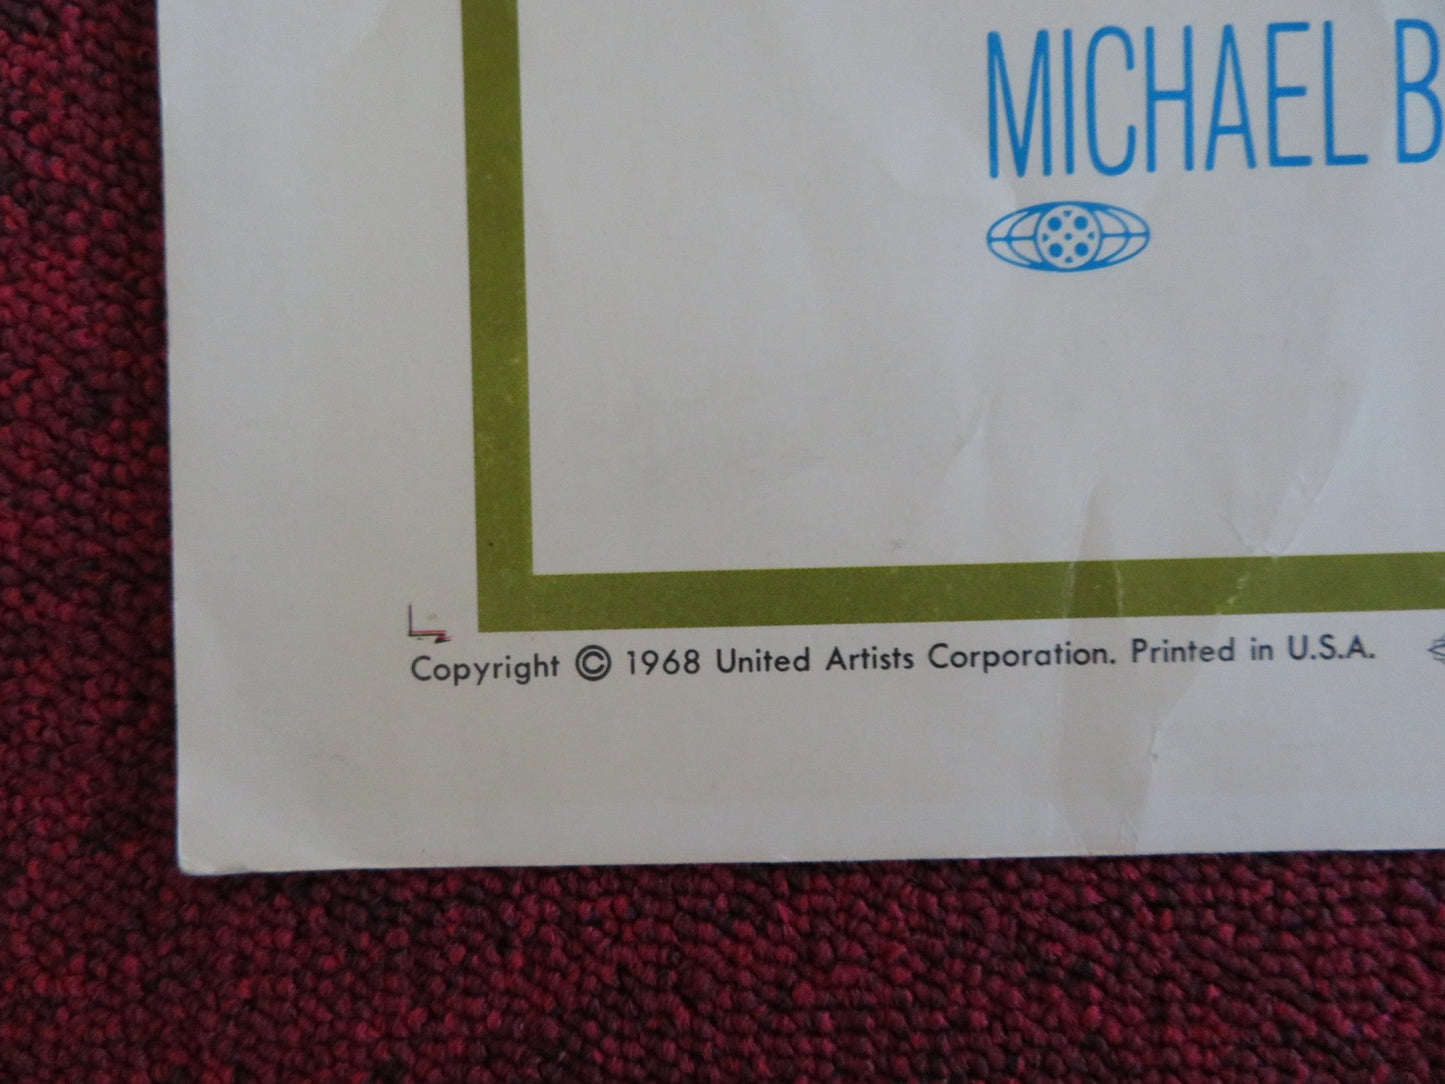 MICHAEL B
Copyright © 1968 United Artists Corporation. Printed in U.S.A.